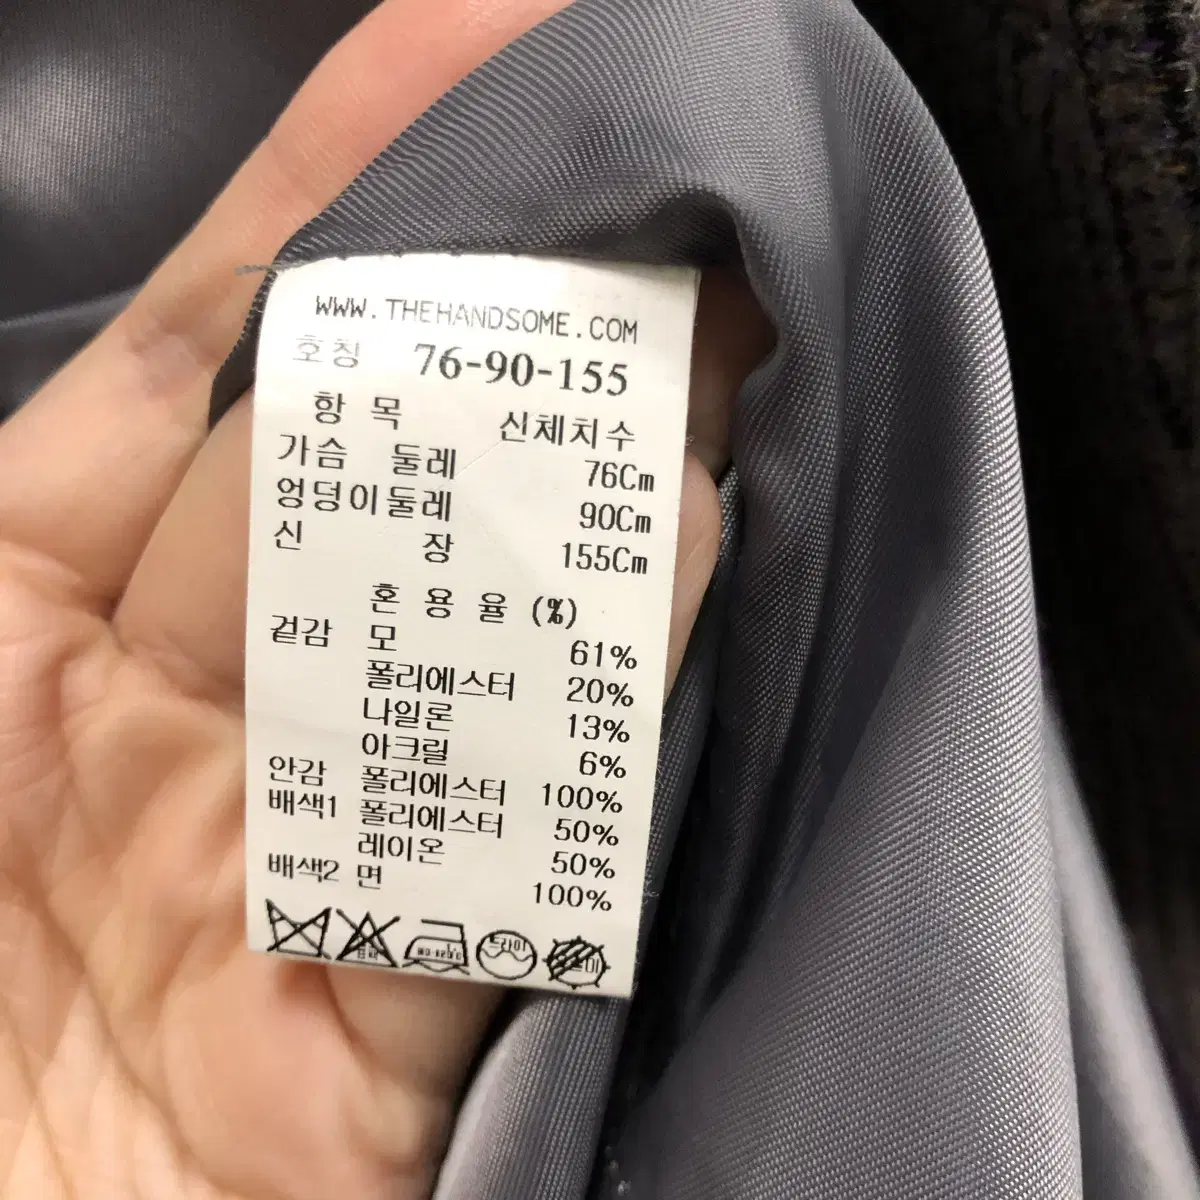 WWW.THEHANDSOME.COM
호칭 76-90-155
항 목 신체치수
가슴 둘레 76Cm
엉덩이둘레 90Cm
신 장 155Cm
혼 용 율 (%)
겉감 모 61%
폴리에스터 20%
나일론 13%
아크릴 6%
안감 폴리에스터 100%
배색1 폴리에스터 50%
레이온 50%
배색2 면 100%